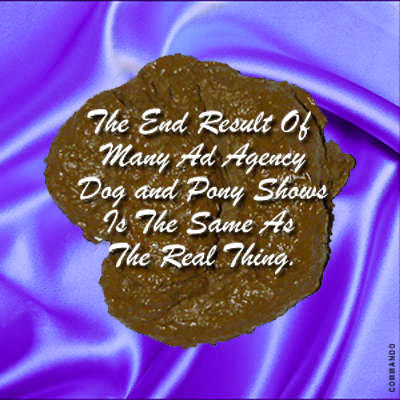 The End Result Of
Many Ad Agency
Dog and Pony Shows
Is The Same As
The Real Thing.
COMMANDO